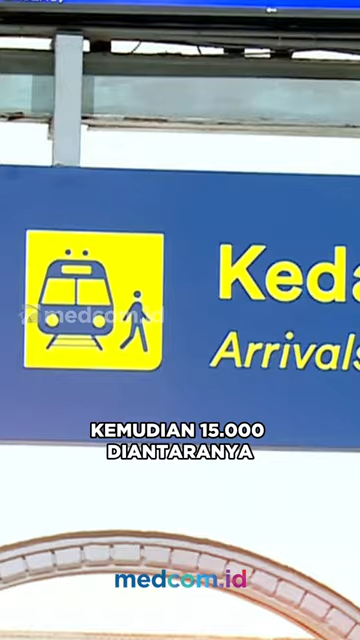 Keda
Arrivals
medcom.id
KEMUDIAN 15.000
DIANTARANYA
medcom.id